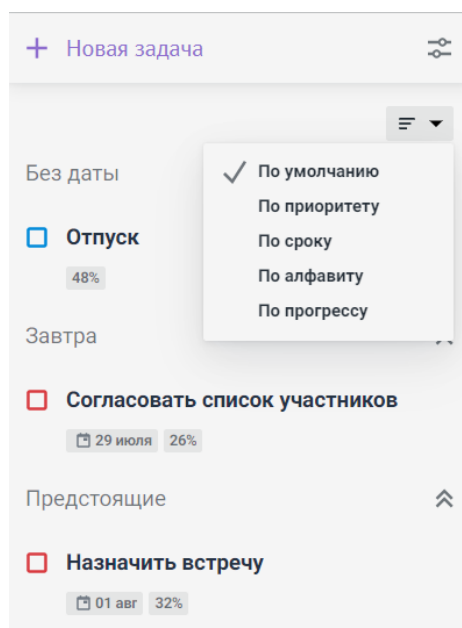 Новая задача
Без даты
По умолчанию
По приоритету
По сроку
По алфавиту
По прогрессу
Отпуск
48%
Завтра
Согласовать список участников
29 июля 26%
Предстоящие
Назначить встречу
01 авг 32%